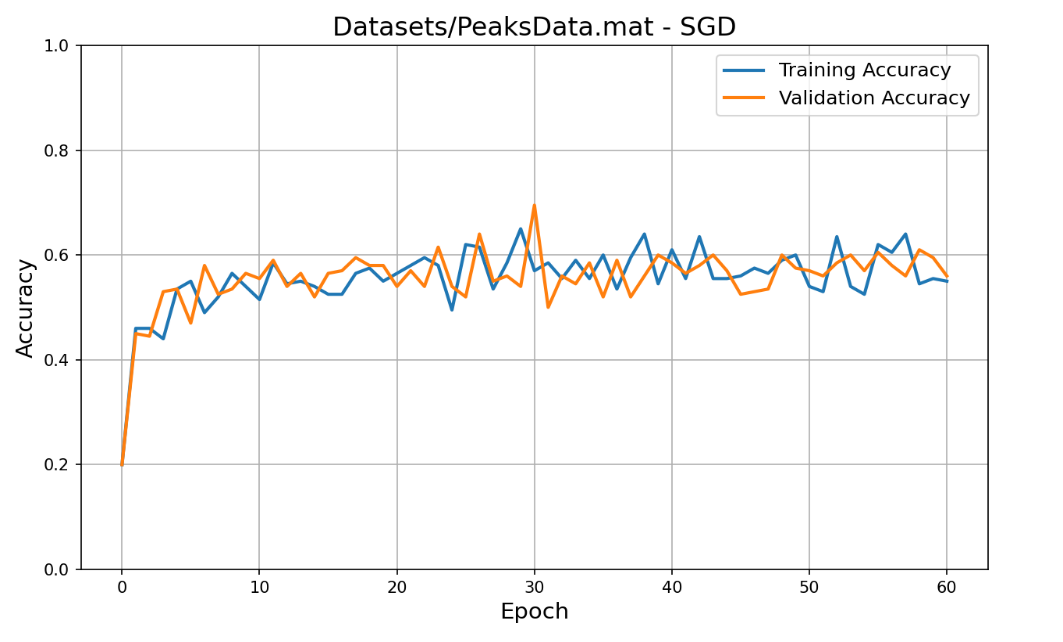 Datasets/PeaksData.mat - SGD
1.0
Training Accuracy
Validation Accuracy
0.8
0.6
0.4
0.2
0.0
Accuracy
0 10 20 30 40 50 60
Epoch